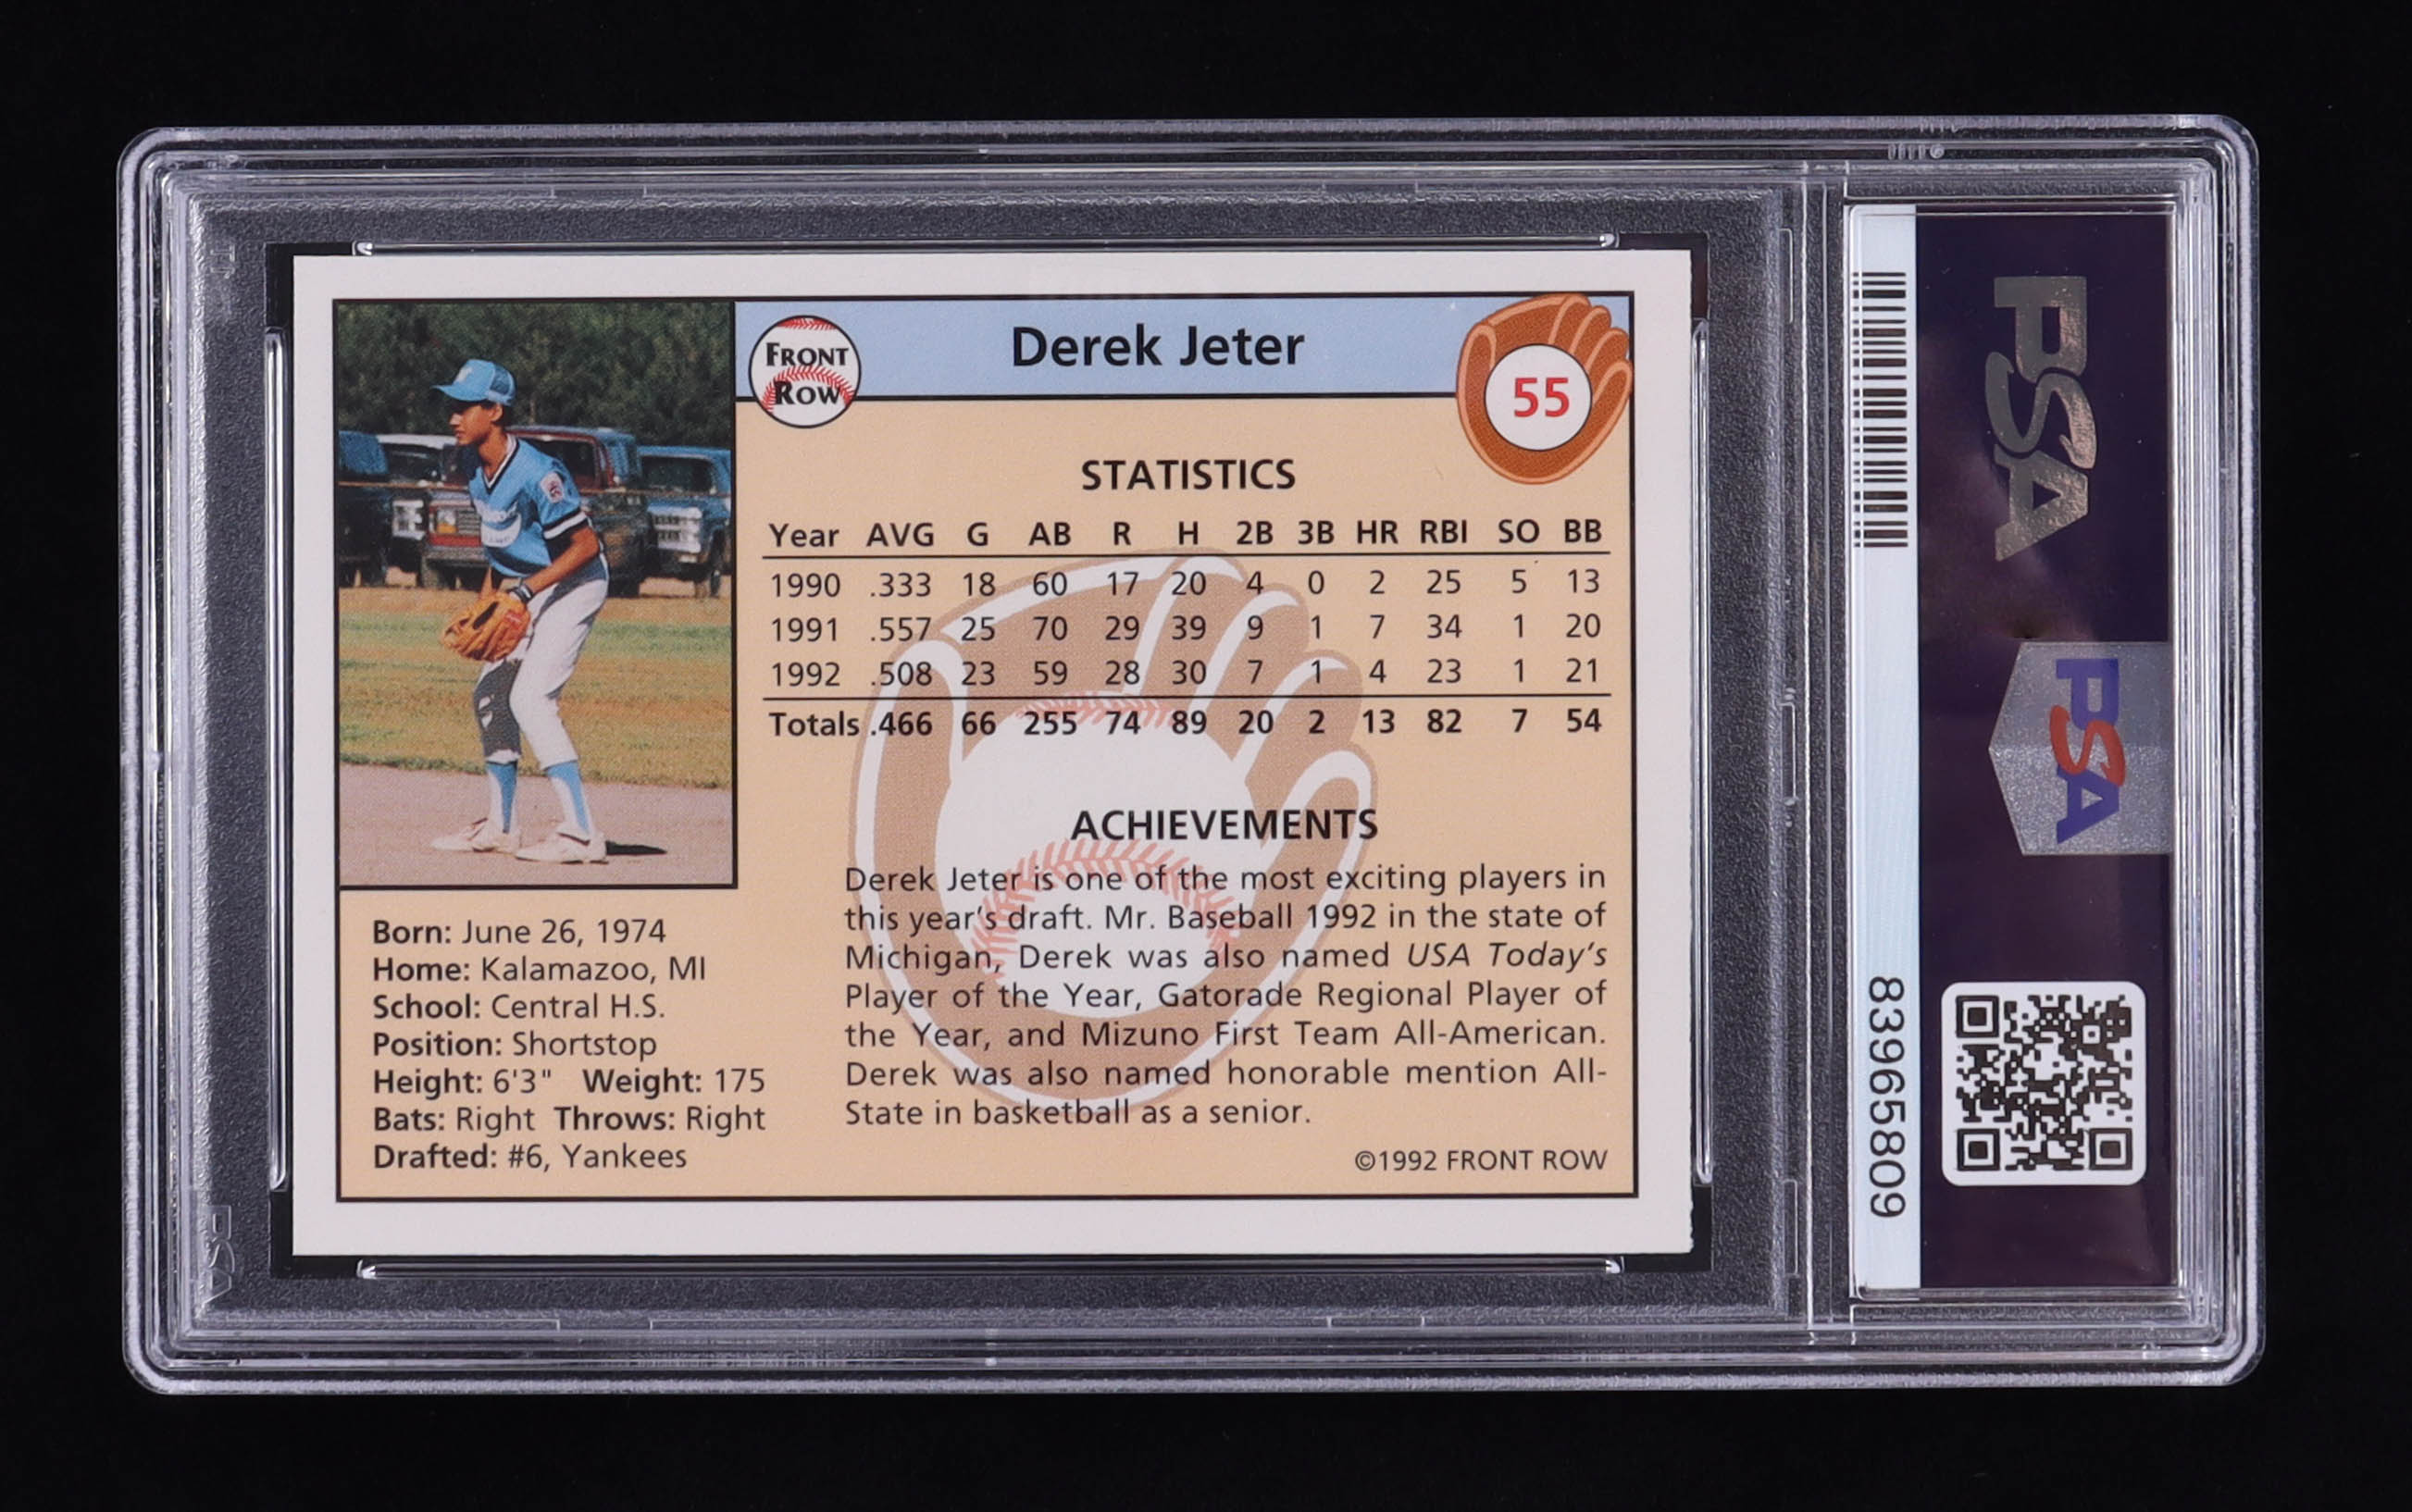 FRONT
ROW
Derek Jeter
55
STATISTICS
Year AVG G AB R H 2B 3B HR RBI SO BB
1990 .333 18 60 17 20 4 0 2 25 5 13
1991 .557 25 70 29 39 9 1 7 34 1 20
1992 .508 23 59 28 30 7 1 4 23 1 21
Totals .466 66 255 74 89 20 2 13 82 7 54
ACHIEVEMENTS
Derek Jeter is one of the most exciting players in
this year's draft. Mr. Baseball 1992 in the state of
Michigan, Derek was also named USA Today's
Player of the Year, Gatorade Regional Player of
the Year, and Mizuno First Team All-American.
Derek was also named honorable mention All-
State in basketball as a senior.
©1992 FRONT ROW
Born: June 26, 1974
Home: Kalamazoo, MI
School: Central H.S.
Position: Shortstop
Height: 6'3" Weight: 175
Bats: Right Throws: Right
Drafted: #6, Yankees
PSA
PSA
83965809
PSA